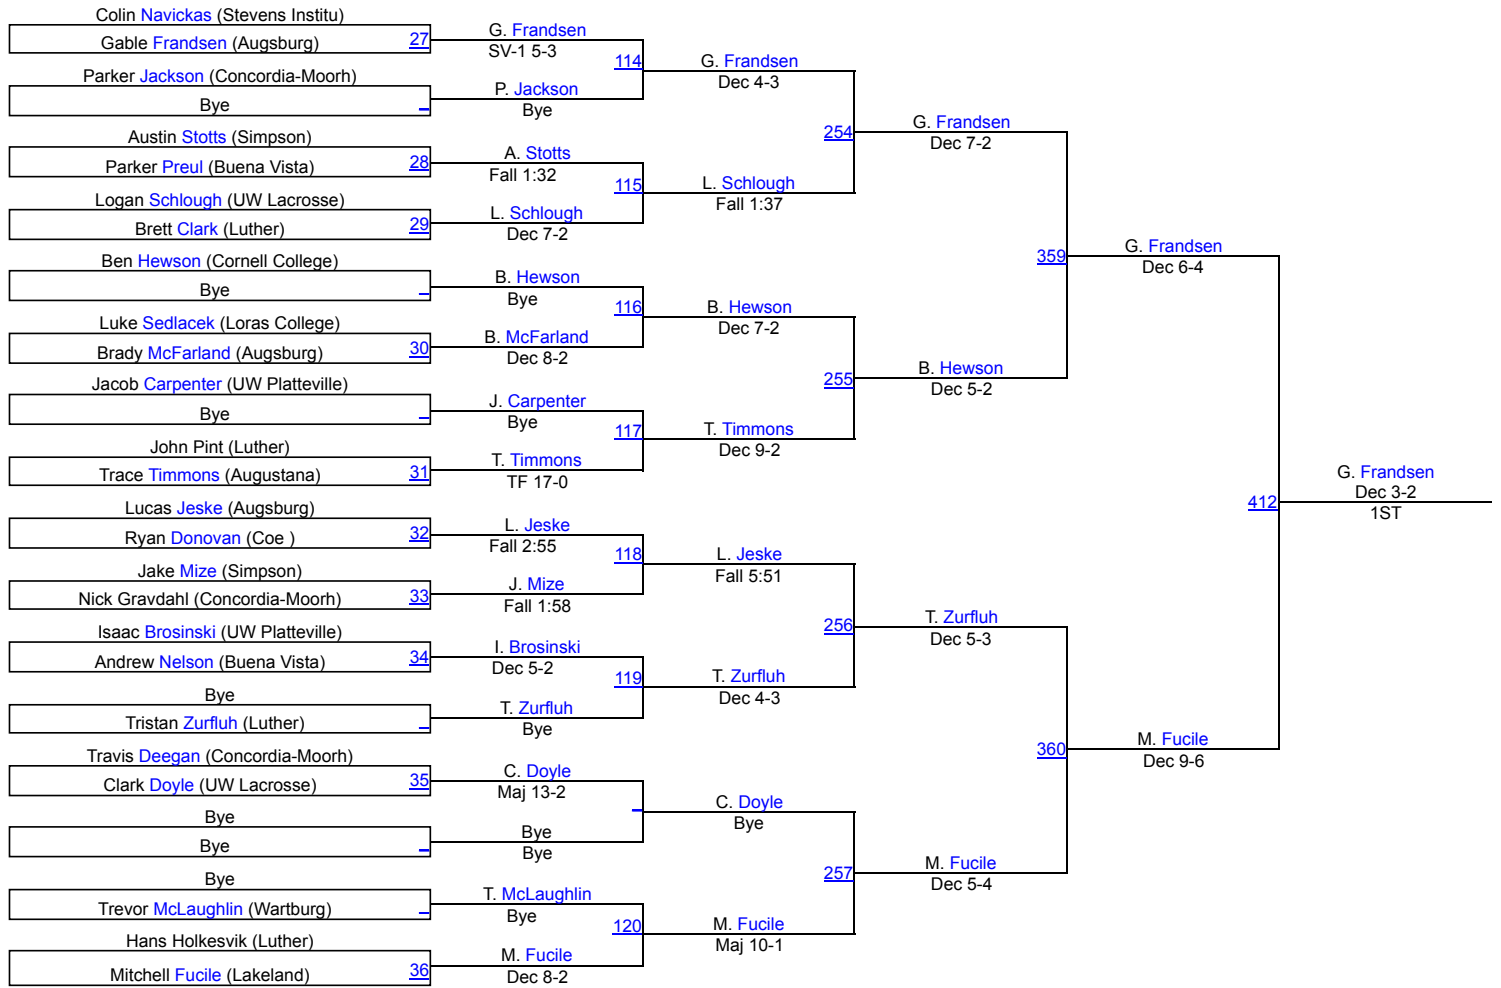 Colin Navickas (Stevens Institu)
Gable Frandsen (Augsburg)
27
Parker Jackson (Concordia-Moorh)
Bye
Austin Stotts (Simpson)
Parker Preul (Buena Vista)
28
Logan Schlough (UW Lacrosse)
Brett Clark (Luther)
29
Ben Hewson (Cornell College)
Bye
Luke Sedlacek (Loras College)
Brady McFarland (Augsburg)
30
Jacob Carpenter (UW Platteville)
Bye
John Pint (Luther)
Trace Timmons (Augustana)
31
Lucas Jeske (Augsburg)
Ryan Donovan (Coe )
32
Jake Mize (Simpson)
Nick Gravdahl (Concordia-Moorh)
33
Isaac Brosinski (UW Platteville)
Andrew Nelson (Buena Vista)
34
Bye
Tristan Zurfluh (Luther)
Travis Deegan (Concordia-Moorh)
Clark Doyle (UW Lacrosse)
35
Bye
Bye
Bye
Trevor McLaughlin (Wartburg)
Hans Holkesvik (Luther)
Mitchell Fucile (Lakeland)
36
G. Frandsen
SV-1 5-3
114
P. Jackson
Bye
A. Stotts
Fall 1:32
115
L. Schlough
Dec 7-2
B. Hewson
Bye
116
B. McFarland
Dec 8-2
J. Carpenter
Bye
117
T. Timmons
TF 17-0
L. Jeske
Fall 2:55
118
J. Mize
Fall 1:58
I. Brosinski
Dec 5-2
119
T. Zurfluh
Bye
C. Doyle
Maj 13-2
Bye
Bye
T. McLaughlin
Bye
120
M. Fucile
Dec 8-2
G. Frandsen
Dec 4-3
254
L. Schlough
Fall 1:37
B. Hewson
Dec 7-2
255
T. Timmons
Dec 9-2
L. Jeske
Fall 5:51
256
T. Zurfluh
Dec 4-3
C. Doyle
Bye
257
M. Fucile
Maj 10-1
G. Frandsen
Dec 7-2
359
B. Hewson
Dec 5-2
T. Zurfluh
Dec 5-3
360
M. Fucile
Dec 5-4
G. Frandsen
Dec 6-4
412
M. Fucile
Dec 9-6
G. Frandsen
Dec 3-2
1ST